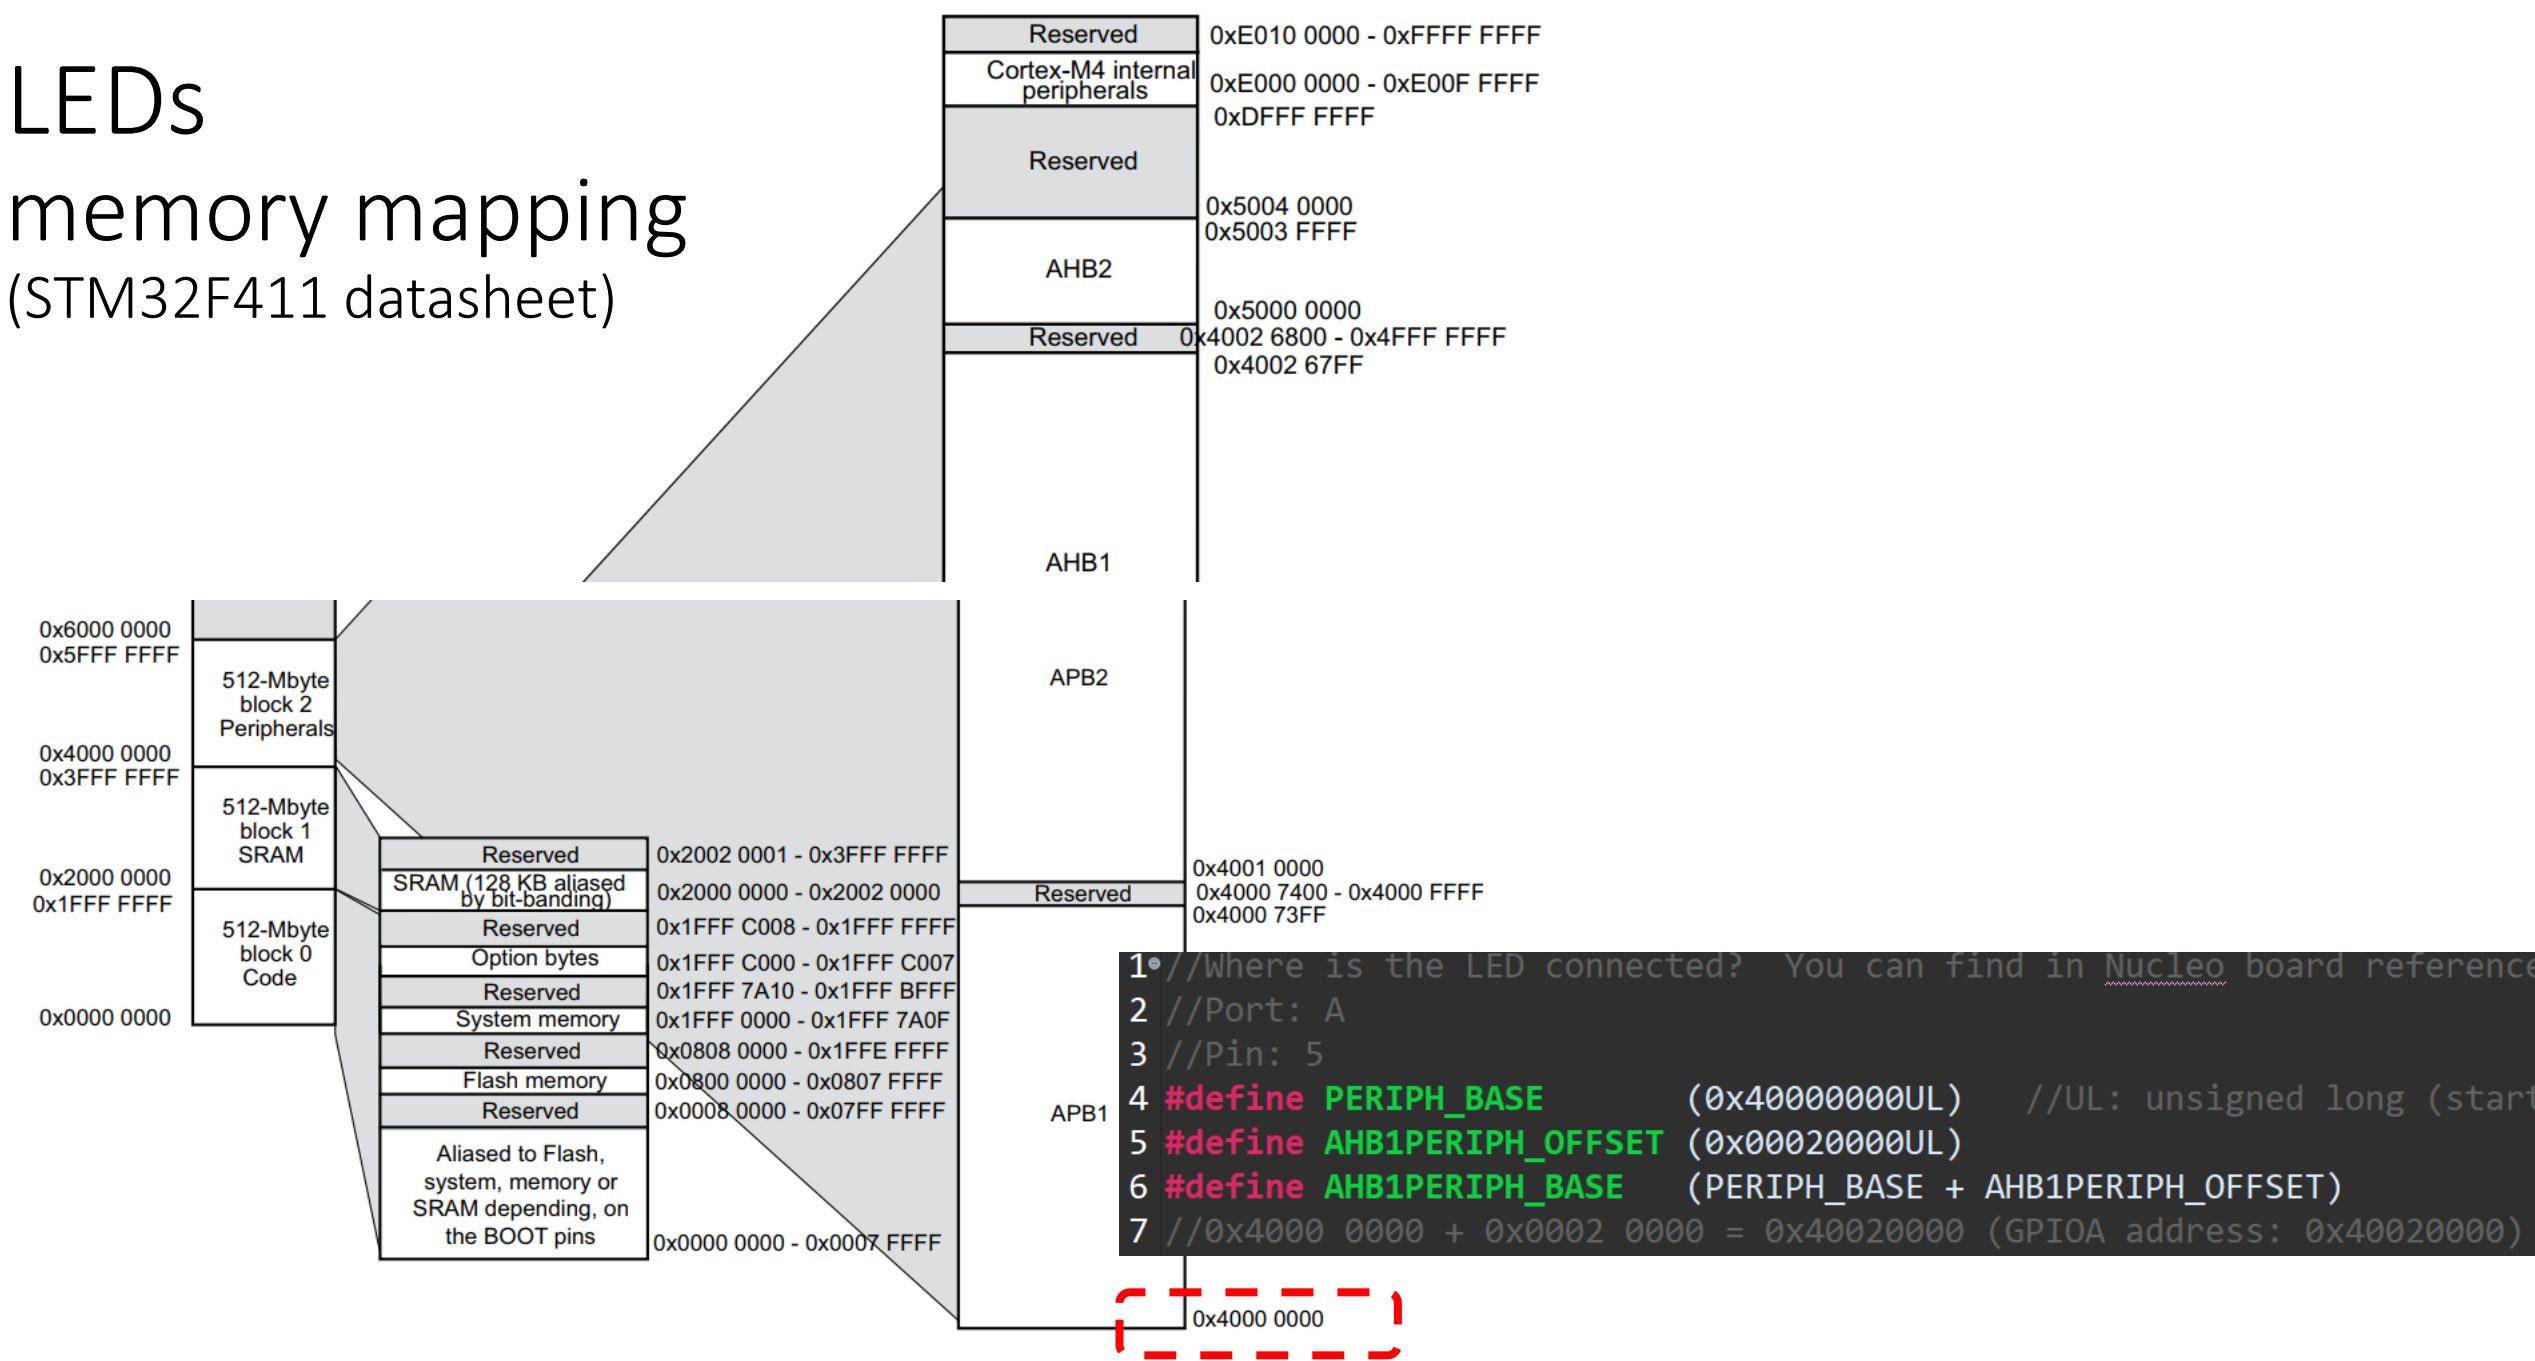 LEDs
memory mapping
(STM32F411 datasheet)
Reserved
0xE010 0000 - 0xFFFF FFFF
Cortex-M4 internal
peripherals
0xE000 0000 - 0xE00F FFFF
0xDFFF FFFF
Reserved
0x5004 0000
0x5003 FFFF
AHB2
0x5000 0000
Reserved
0x4002 6800 - 0x4FFF FFFF
0x4002 67FF
AHB1
0x6000 0000
0x5FFF FFFF
512-Mbyte
block 2
Peripherals
0x4000 0000
0x3FFF FFFF
512-Mbyte
block 1
SRAM
0x2000 0000
0x1FFF FFFF
512-Mbyte
block 0
Code
0x0000 0000
Reserved
0x2002 0001 - 0x3FFF FFFF
SRAM (128 KB aliased
by bit-banding)
0x2000 0000 - 0x2002 0000
Reserved
0x1FFF C008 - 0x1FFF FFFF
Option bytes
0x1FFF C000 - 0x1FFF C007
Reserved
0x1FFF 7A10 - 0x1FFF BFFF
System memory
0x1FFF 0000 - 0x1FFF 7A0F
Reserved
0x0808 0000 - 0x1FFE FFFF
Flash memory
0x0800 0000 - 0x0807 FFFF
Reserved
0x0008 0000 - 0x07FF FFFF
Aliased to Flash,
system, memory or
SRAM depending, on
the BOOT pins
0x0000 0000 - 0x0007 FFFF
APB2
0x4001 0000
Reserved
0x4000 7400 - 0x4000 FFFF
0x4000 73FF
APB1
0x4000 0000
1 //Where is the LED connected? You can find in Nucleo board reference
2 //Port: A
3 //Pin: 5
4 #define PERIPH_BASE (0x40000000UL) //UL: unsigned long (start
5 #define AHB1PERIPH_OFFSET (0x00020000UL)
6 #define AHB1PERIPH_BASE (PERIPH_BASE + AHB1PERIPH_OFFSET)
7 //0x4000 0000 + 0x0002 0000 = 0x40020000 (GPIOA address: 0x40020000)